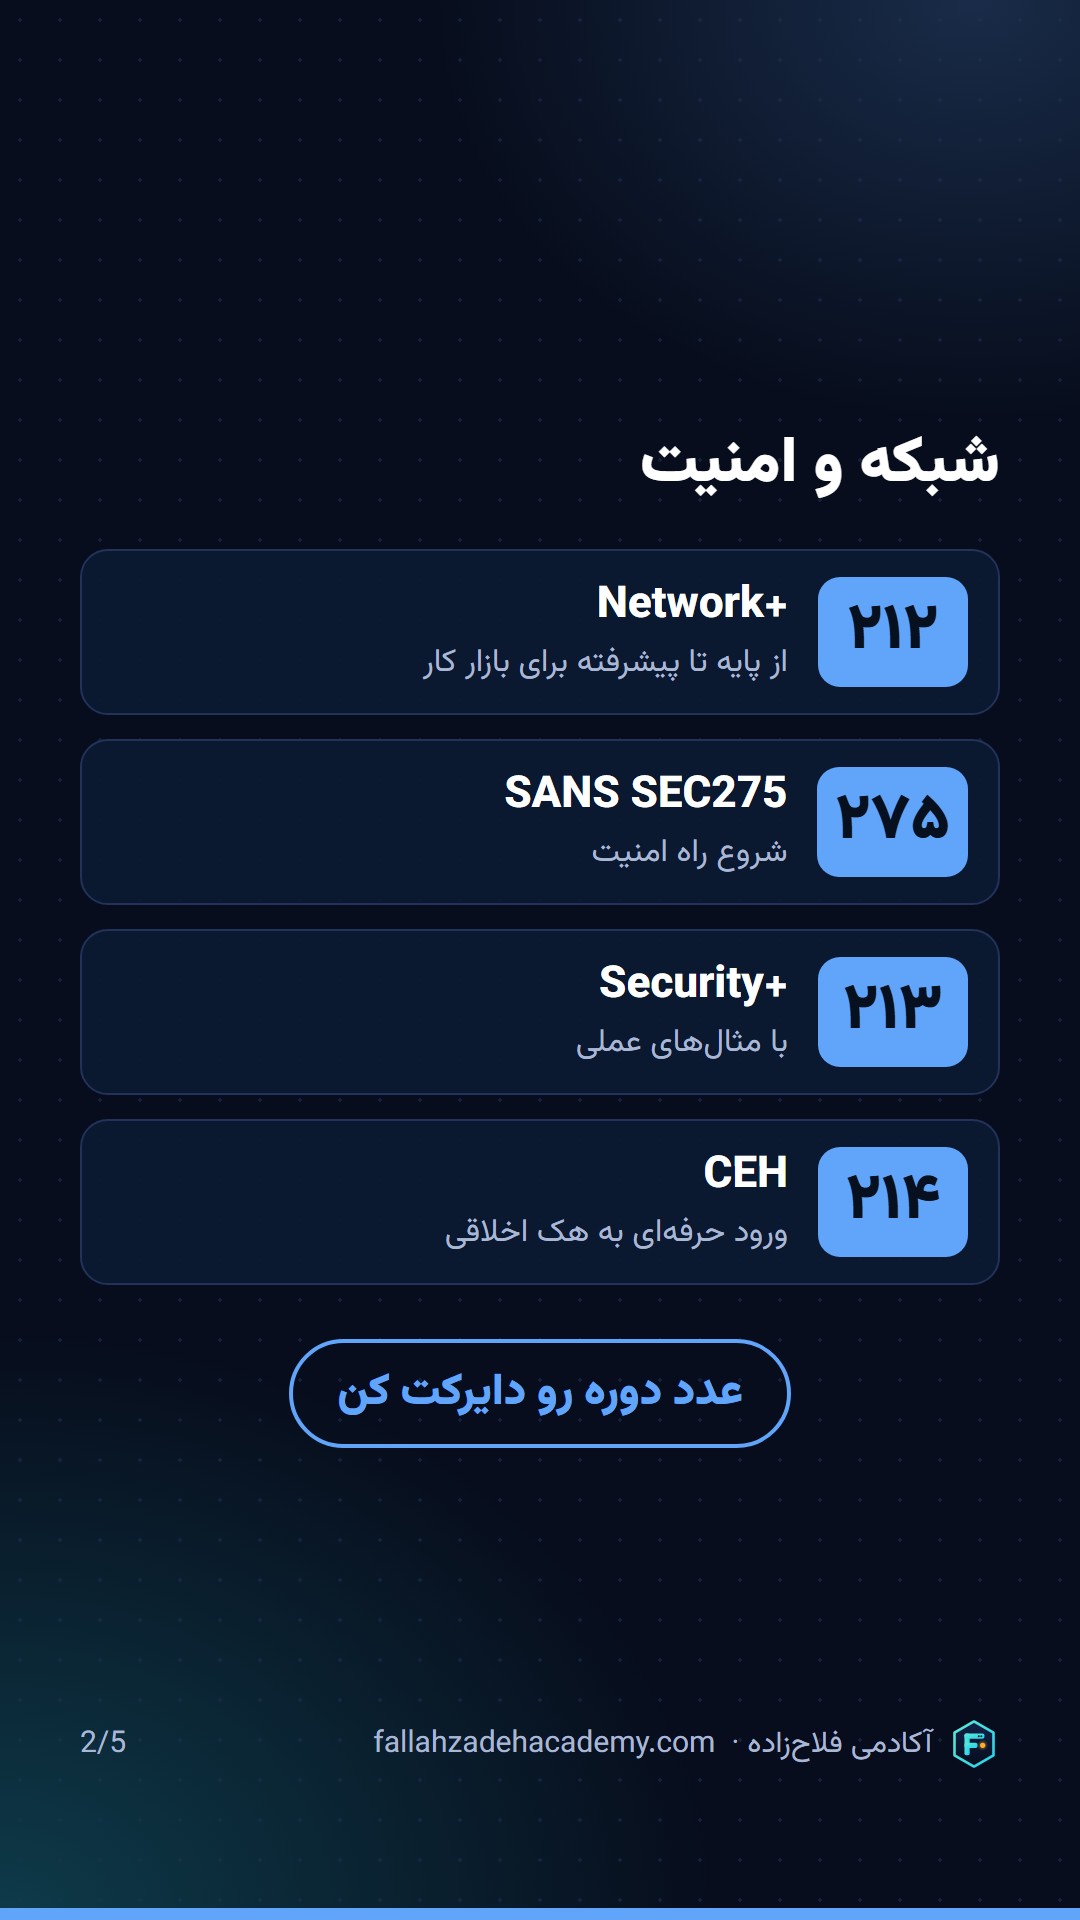 شبکه و امنیت
۲۱۲
Network+
از پایه تا پیشرفته برای بازار کار
۲۷۵
SANS SEC275
شروع راه امنیت
۲۱۳
Security+
با مثال‌های عملی
۲۱۴
CEH
ورود حرفه‌ای به هک اخلاقی
عدد دوره رو دایرکت کن
آکادمی فلاح‌زاده · fallahzadehacademy.com
2/5